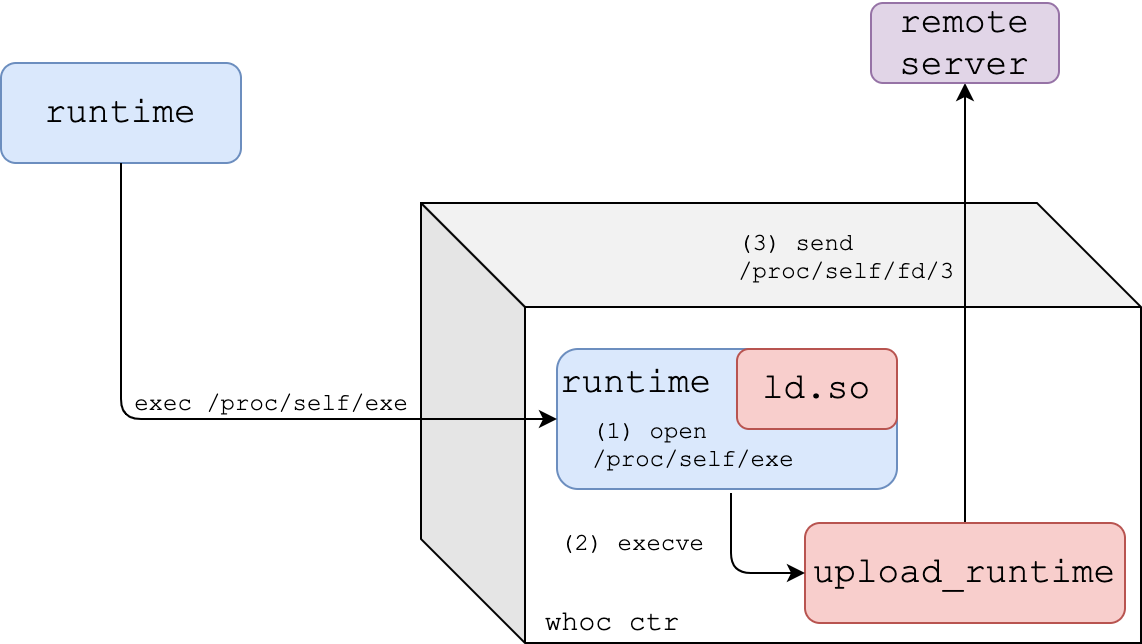 remote
server
runtime
(3) send
/proc/self/fd/3
runtime
ld.so
exec /proc/self/exe
(1) open
/proc/self/exe
(2) execve
upload_runtime
whoc ctr